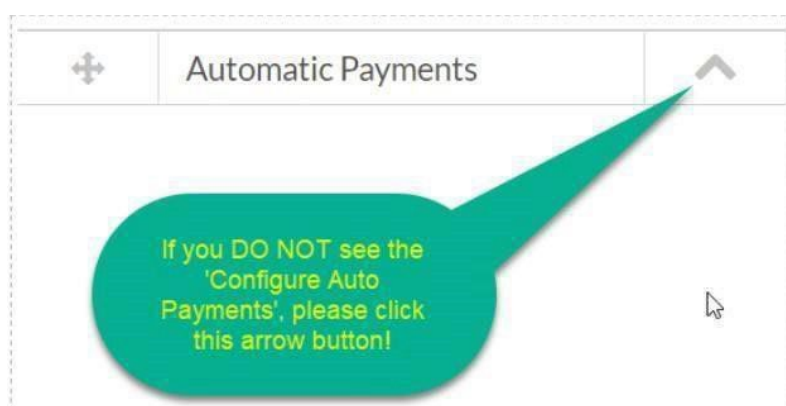 Automatic Payments
If you DO NOT see the
'Configure Auto
Payments', please click
this arrow button!